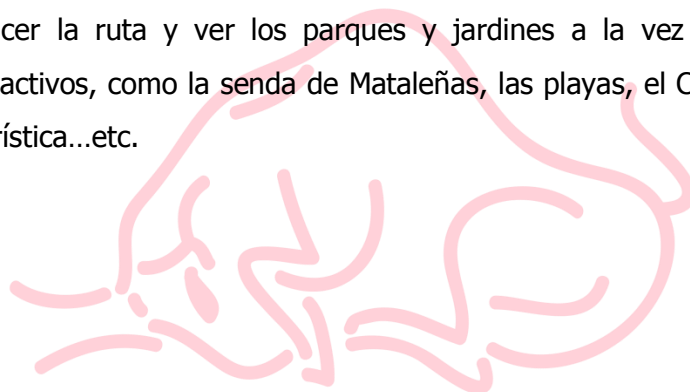 cer la ruta y ver los parques y jardines a la vez
activos, como la senda de Mataleñas, las playas, el C
rística...etc.